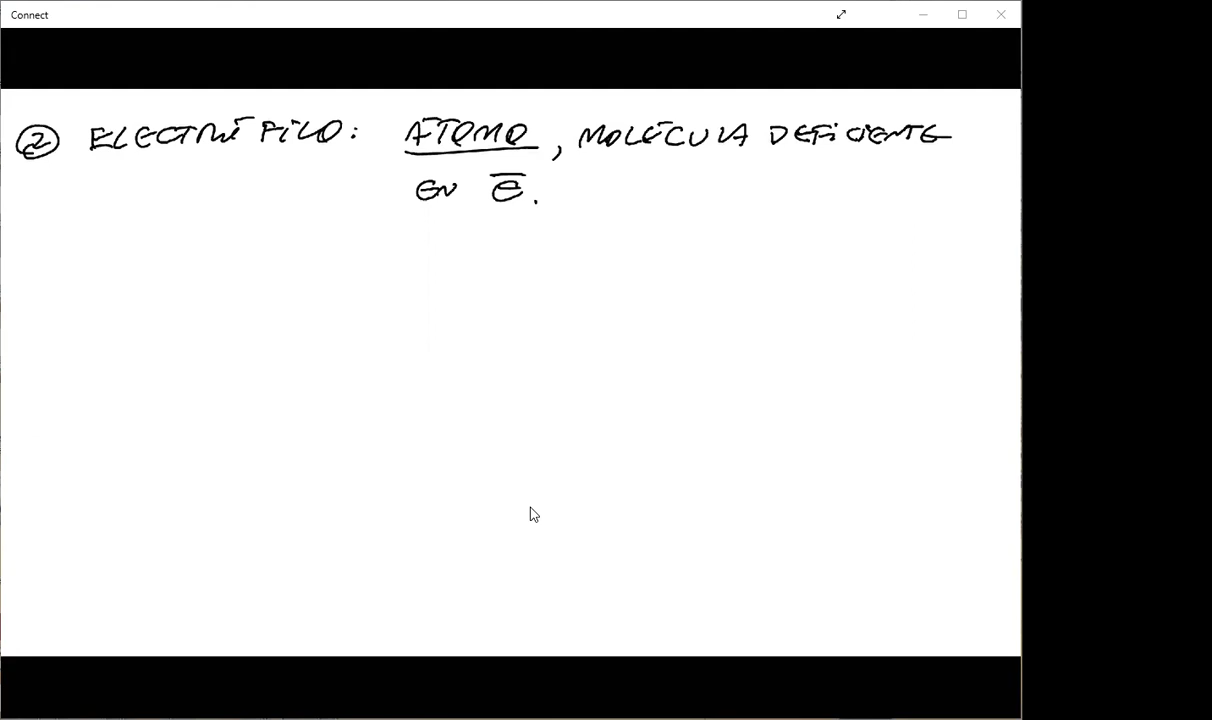 Connect
② ELECTRÓFILO: ÁTOMO, MOLÉCULA DEFICIENTE
EN e̅.